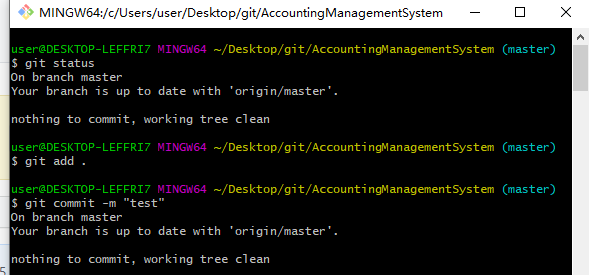 MINGW64:/c/Users/user/Desktop/git/AccountingManagementSystem
user@DESKTOP-LEFFRI7 MINGW64 ~/Desktop/git/AccountingManagementSystem (master)
$ git status
On branch master
Your branch is up to date with 'origin/master'.
nothing to commit, working tree clean
user@DESKTOP-LEFFRI7 MINGW64 ~/Desktop/git/AccountingManagementSystem (master)
$ git add .
user@DESKTOP-LEFFRI7 MINGW64 ~/Desktop/git/AccountingManagementSystem (master)
$ git commit -m "test"
On branch master
Your branch is up to date with 'origin/master'.
nothing to commit, working tree clean